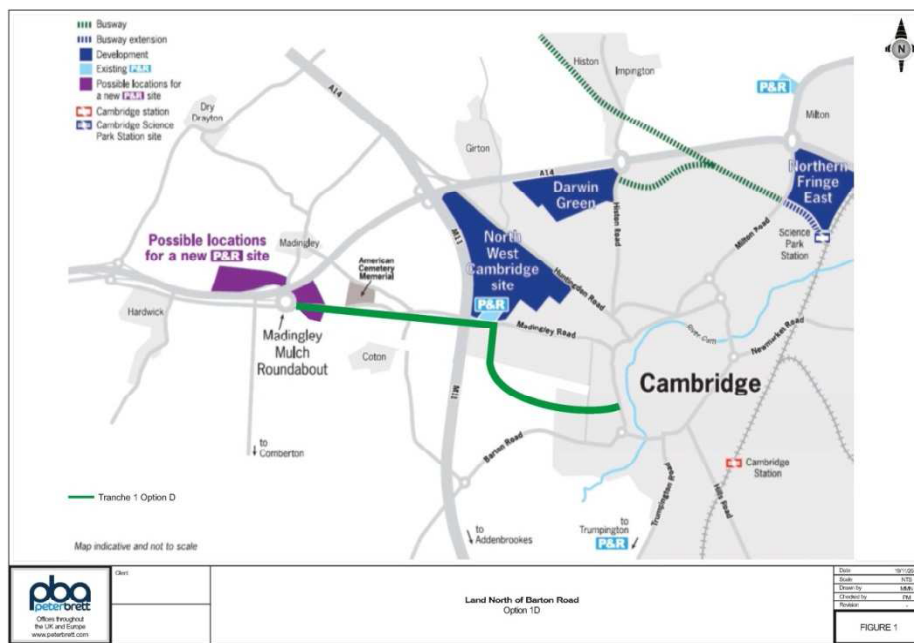 Busway
Busway extension
Development
Existing P&R
Possible locations for
a new P&R site
Cambridge station
Cambridge Science
Park Station site
N
Histon
Impington
P&R
Milton
A14
Dry
Drayton
Girton
A14
Northern
Fringe
East
Darwin
Green
Histon Road
Milton Road
Science
Park
Station
M11
North
West
Cambridge
site
Huntingdon Road
Possible locations
for a new P&R site
Madingley
American
Cemetery
Memorial
P&R
Madingley Road
River Cam
Newmarket Road
Hardwick
Madingley
Mulch
Roundabout
Coton
Cambridge
M11
to
Comberton
Barton Road
Cambridge
Station
Trumpington Road
Hills Road
Tranche 1 Option D
to
Addenbrookes
to
Trumpington
P&R
Map indicative and not to scale
pba
peterbrett
Offices throughout
the UK and Europe
www.peterbrett.com
Client
Land North of Barton Road
Option 1D
Date
Scale NTS
Drawn by
Checked by PM
Revision -
FIGURE 1